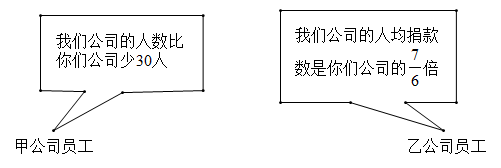 我们公司的人数比
你们公司少30人
我们公司的人均捐款
数是你们公司的7/6倍
甲公司员工
乙公司员工